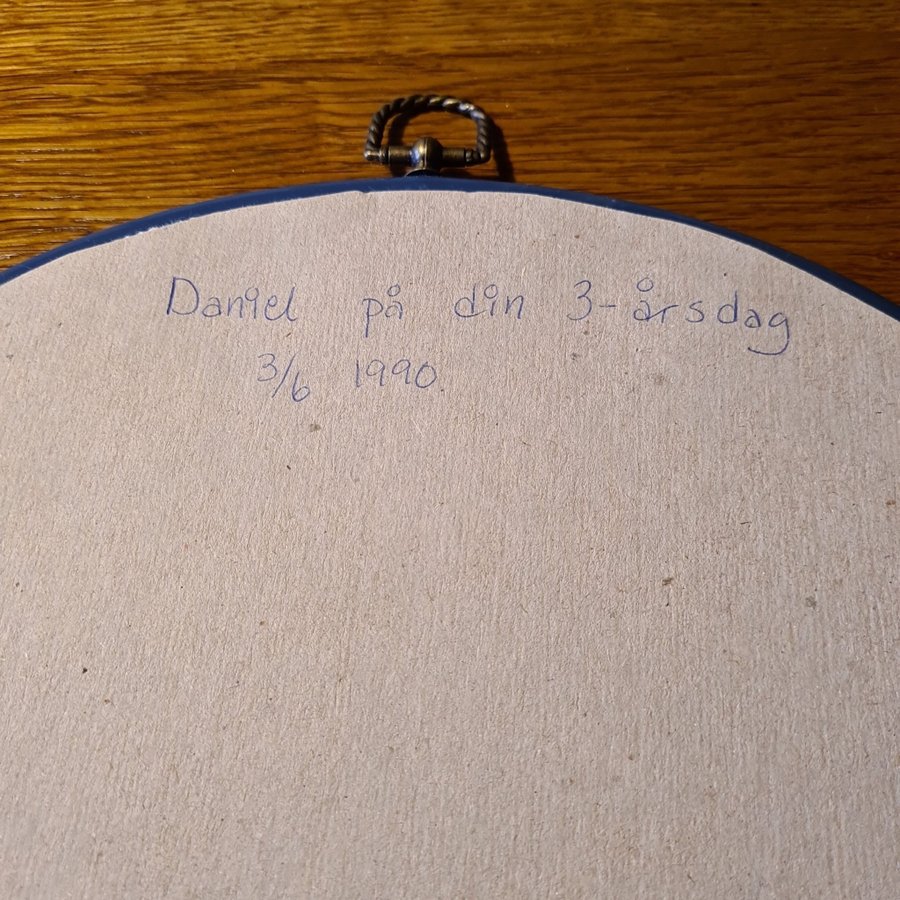 Daniel på din 3-årsdag
3/6 1990.